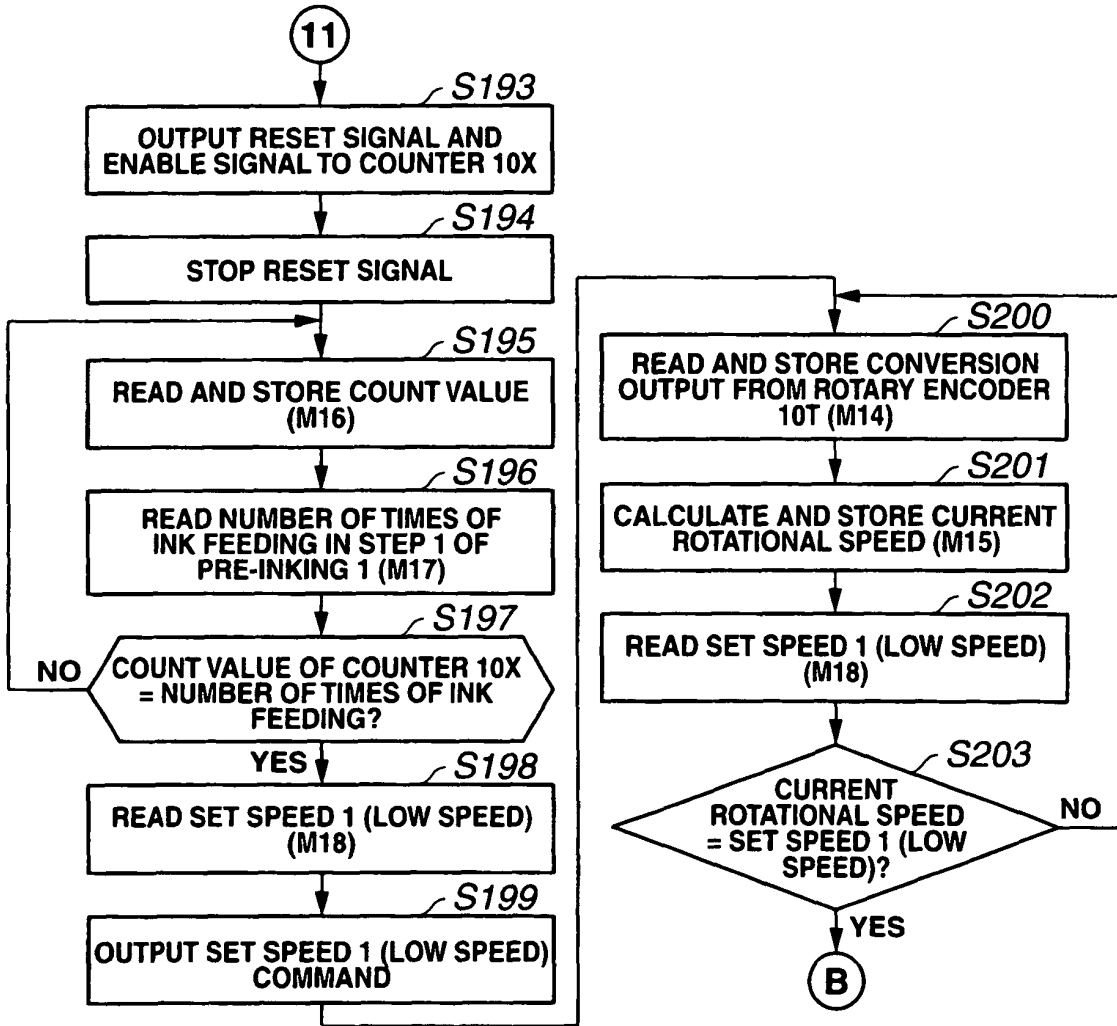 11
S193
OUTPUT RESET SIGNAL AND
ENABLE SIGNAL TO COUNTER 10X
S194
STOP RESET SIGNAL
S195
READ AND STORE COUNT VALUE
(M16)
S196
READ NUMBER OF TIMES OF
INK FEEDING IN STEP 1 OF
PRE-INKING 1 (M17)
S197
NO
COUNT VALUE OF COUNTER 10X
= NUMBER OF TIMES OF INK
FEEDING?
YES
S198
READ SET SPEED 1 (LOW SPEED)
(M18)
S199
OUTPUT SET SPEED 1 (LOW SPEED)
COMMAND
S200
READ AND STORE CONVERSION
OUTPUT FROM ROTARY ENCODER
10T (M14)
S201
CALCULATE AND STORE CURRENT
ROTATIONAL SPEED (M15)
S202
READ SET SPEED 1 (LOW SPEED)
(M18)
S203
CURRENT
ROTATIONAL SPEED
= SET SPEED 1 (LOW
SPEED)?
NO
YES
B